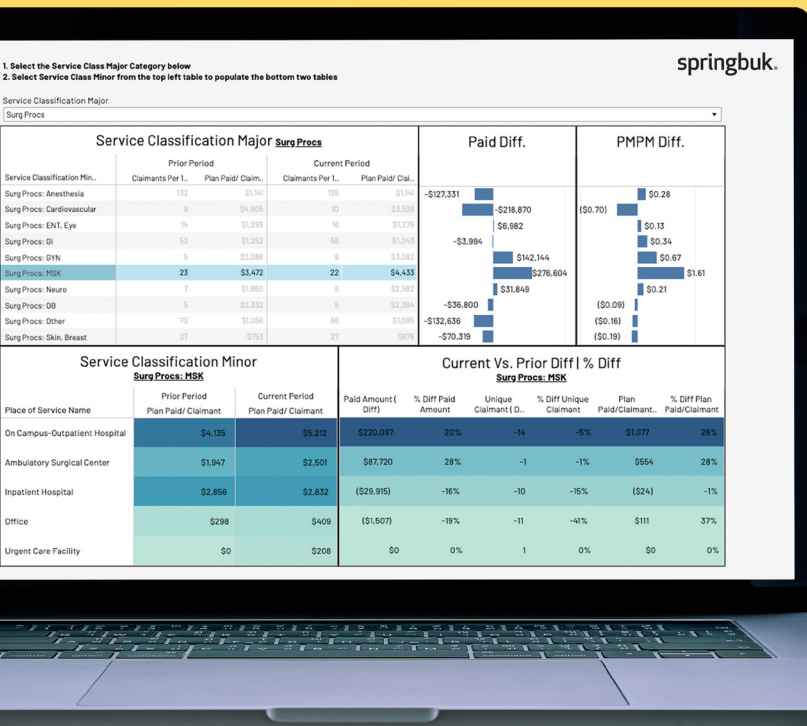 springbuk.
1. Select the Service Class Major Category below
2. Select Service Class Minor from the top left table to populate the bottom two tables
Service Classification Major
Surg Procs
Service Classification Major Surg Procs
Paid Diff.
PMPM Diff.
Prior Period Current Period
Service Classification Min.. Claimants Per 1.. Plan Paid/ Claim.. Claimants Per 1.. Plan Paid/ Clai..
Surg Procs: Anesthesia 132 $1,141 135 $1,141 -$127,331 $0.28
Surg Procs: Cardiovascular 9 $4,805 10 $3,539 -$218,870 ($0.70)
Surg Procs: ENT, Eye 14 $1,299 16 $1,279 $6,982 $0.13
Surg Procs: GI 52 $1,252 56 $1,243 -$3,994 $0.34
Surg Procs: GYN 5 $2,088 6 $3,082 $142,144 $0.67
Surg Procs: MSK 23 $3,472 22 $4,433 $276,604 $1.61
Surg Procs: Neuro 7 $1,860 6 $2,582 $31,849 $0.21
Surg Procs: OB 5 $2,332 5 $2,364 -$36,800 ($0.09)
Surg Procs: Other 70 $1,056 66 $1,095 -$132,636 ($0.16)
Surg Procs: Skin, Breast 27 $753 27 $678 -$70,319 ($0.19)
Service Classification Minor
Surg Procs: MSK
Current Vs. Prior Diff | % Diff
Surg Procs: MSK
Prior Period Current Period
Place of Service Name Plan Paid/ Claimant Plan Paid/ Claimant
Paid Amount ( % Diff Paid Unique % Diff Unique Plan % Diff Plan
Diff) Amount Claimant ( D.. Claimant Paid/Claimant.. Paid/Claimant
On Campus-Outpatient Hospital $4,135 $5,212 $220,097 20% -14 -5% $1,077 26%
Ambulatory Surgical Center $1,947 $2,501 $87,720 28% -1 -1% $554 28%
Inpatient Hospital $2,856 $2,832 ($29,915) -16% -10 -15% ($24) -1%
Office $298 $409 ($1,507) -19% -11 -41% $111 37%
Urgent Care Facility $0 $208 $0 0% 1 0% $0 0%